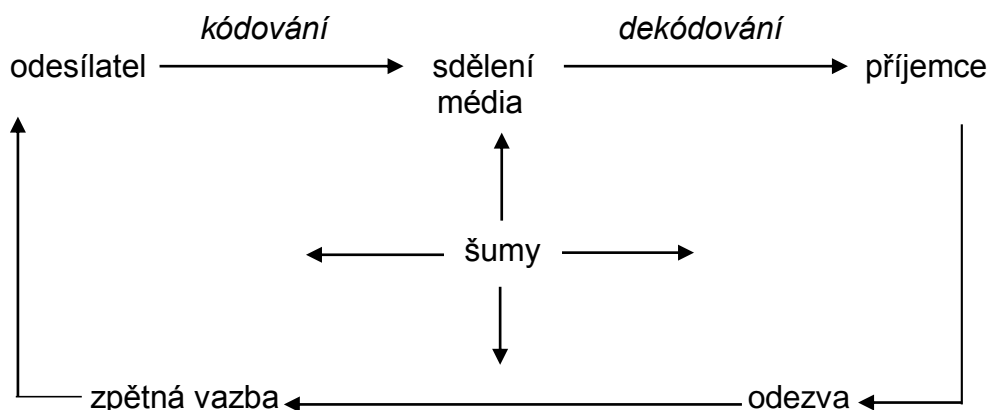 kódování dekódování
odesílatel sdělení příjemce
média
šumy
zpětná vazba odezva